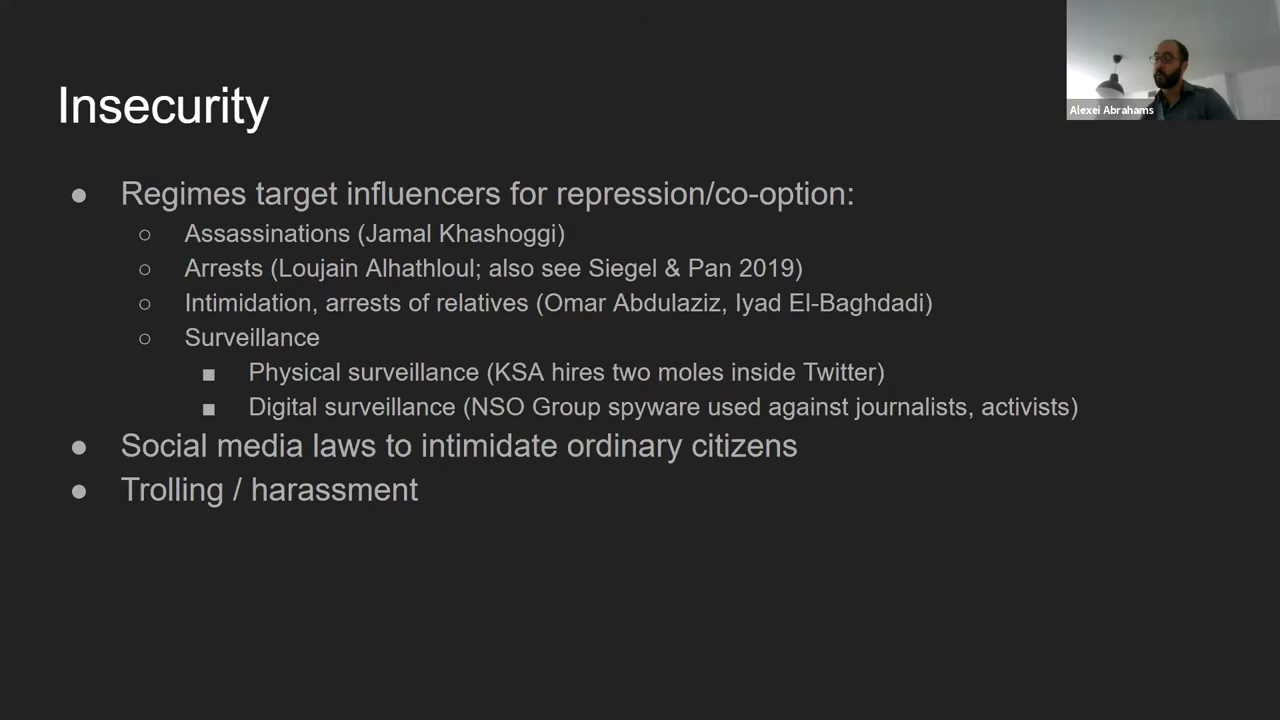 Alexei Abrahams
Insecurity
● Regimes target influencers for repression/co-option:
○ Assassinations (Jamal Khashoggi)
○ Arrests (Loujain Alhathloul; also see Siegel & Pan 2019)
○ Intimidation, arrests of relatives (Omar Abdulaziz, Iyad El-Baghdadi)
○ Surveillance
■ Physical surveillance (KSA hires two moles inside Twitter)
■ Digital surveillance (NSO Group spyware used against journalists, activists)
● Social media laws to intimidate ordinary citizens
● Trolling / harassment